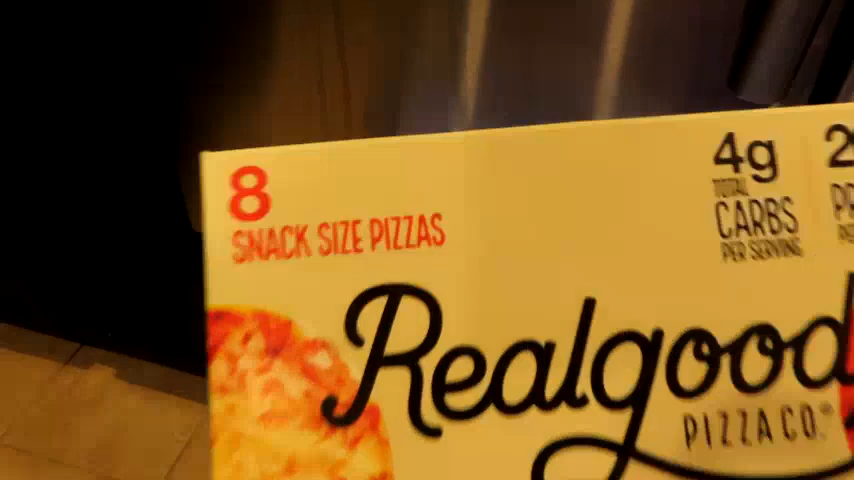 8
SNACK SIZE PIZZAS
4g
TOTAL
CARBS
PER SERVING
Realgood
PIZZA CO.